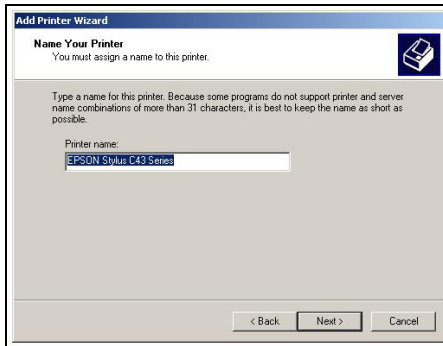 Add Printer Wizard
Name Your Printer
You must assign a name to this printer.
Type a name for this printer. Because some programs do not support printer and server
name combinations of more than 31 characters, it is best to keep the name as short as
possible.
Printer name:
EPSON Stylus C43 Series
< Back
Next >
Cancel